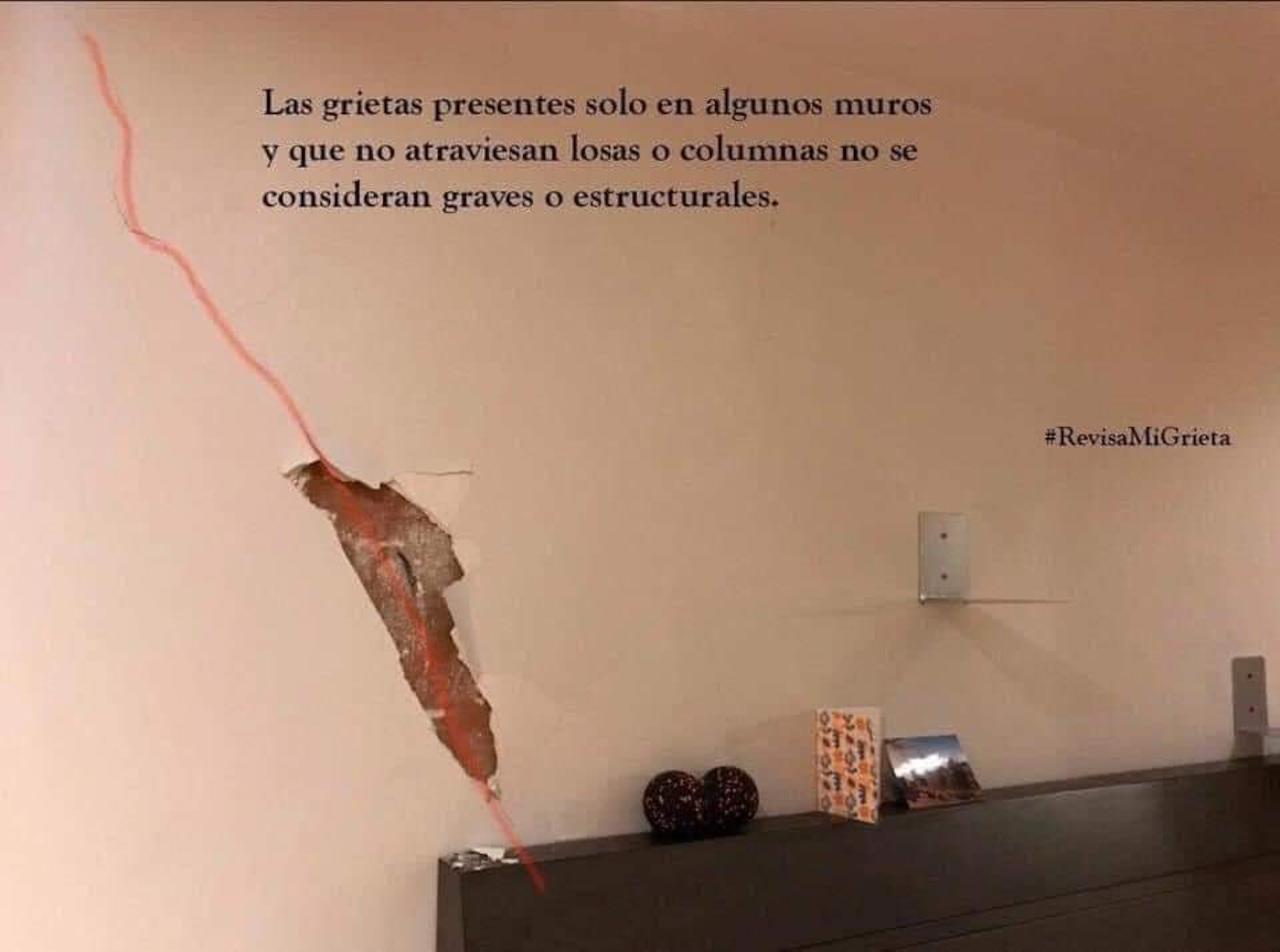 Las grietas presentes solo en algunos muros
y que no atraviesan losas o columnas no se
consideran graves o estructurales.
#RevisaMiGrieta